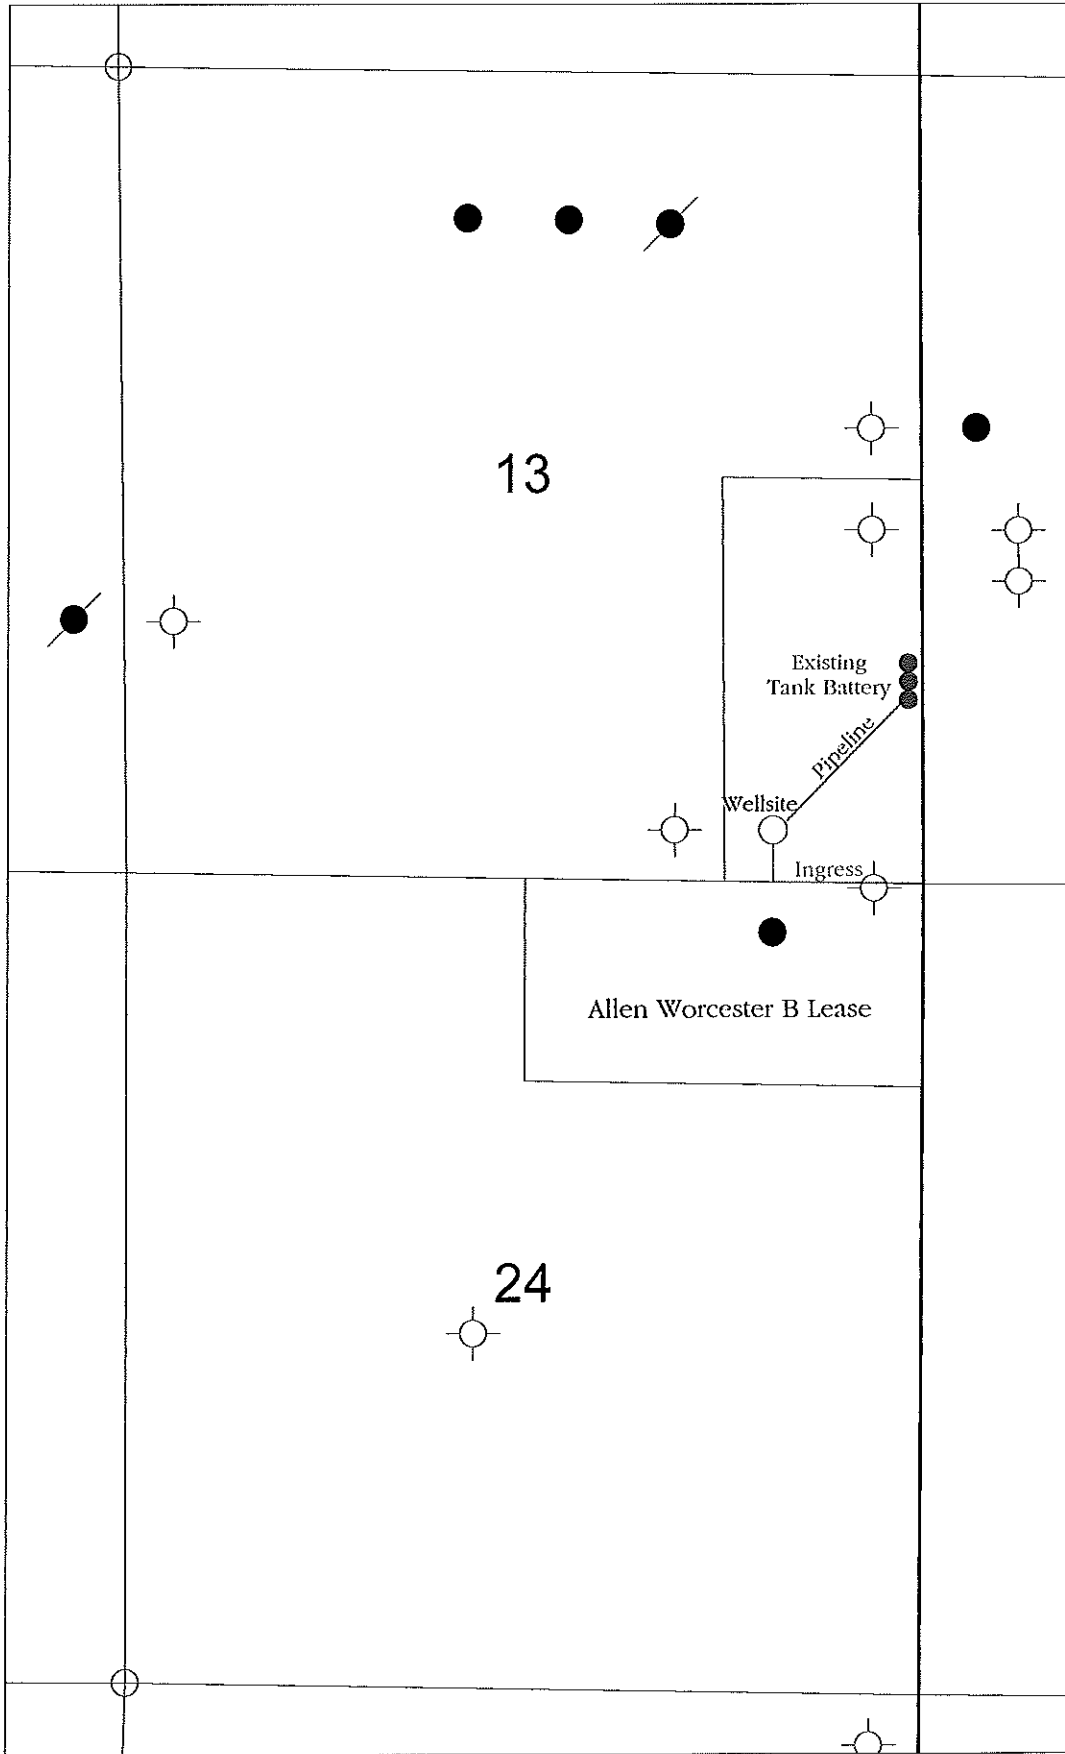 13
Existing
Tank Battery
Pipeline
Wellsite
Ingress
Allen Worcester B Lease
24